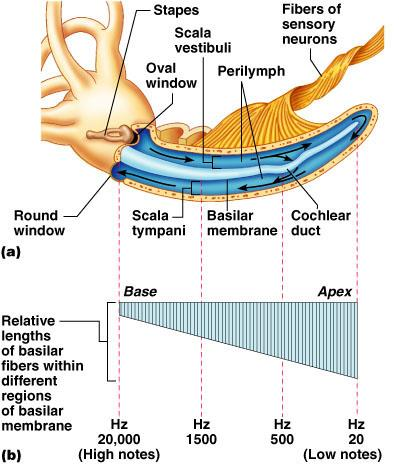 Stapes
Scala
vestibuli
Fibers of
sensory
neurons
Oval
window
Perilymph
Round
window
Scala
tympani
Basilar
membrane
Cochlear
duct
(a)
Base
Apex
Relative
lengths
of basilar
fibers within
different
regions
of basilar
membrane
Hz
20,000
(High notes)
Hz
1500
Hz
500
Hz
20
(Low notes)
(b)